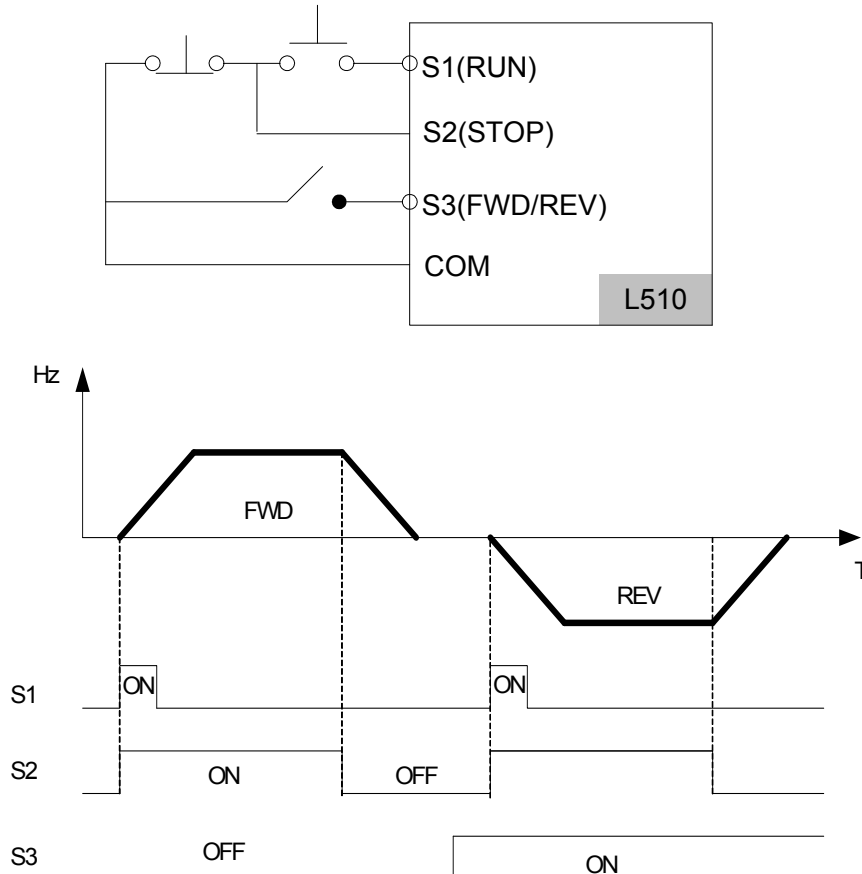 S1(RUN)
S2(STOP)
S3(FWD/REV)
COM
L510
Hz
FWD
T
REV
S1 ON ON
S2 ON OFF
S3 OFF ON